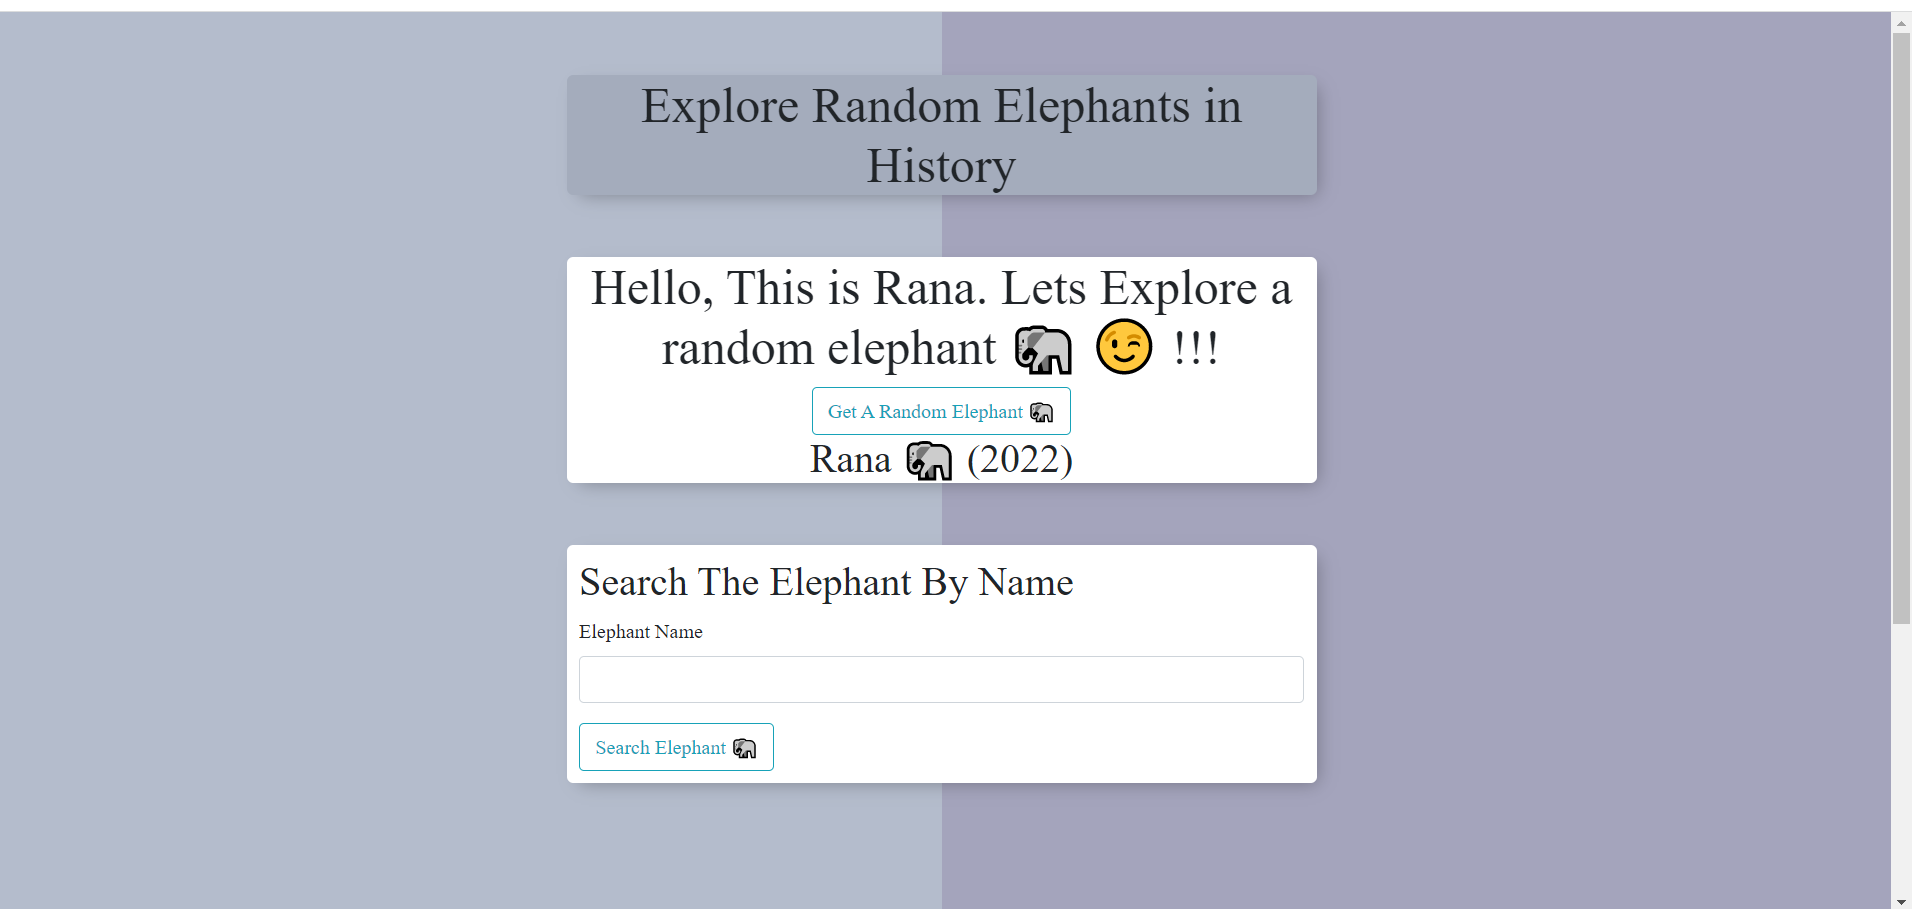 Explore Random Elephants in
History
Hello, This is Rana. Lets Explore a
random elephant 🐘 😉 !!!
Get A Random Elephant 🐘
Rana 🐘 (2022)
Search The Elephant By Name
Elephant Name
Search Elephant 🐘